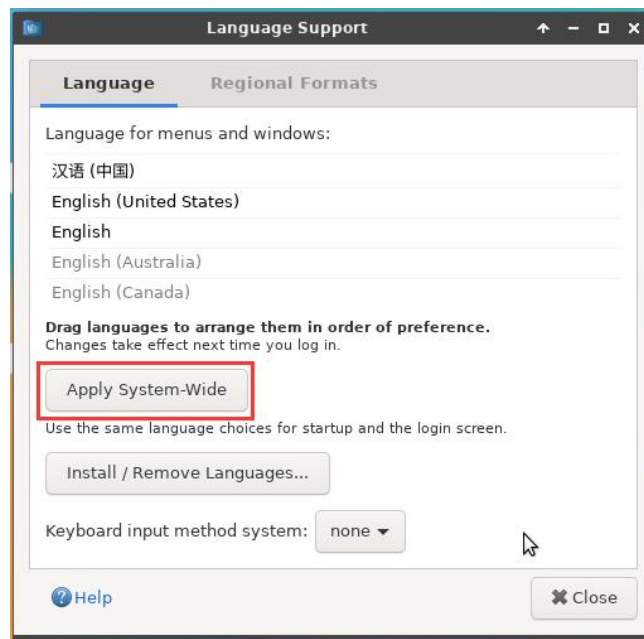 Language Support
Language Regional Formats
Language for menus and windows:
汉语 (中国)
English (United States)
English
English (Australia)
English (Canada)
Drag languages to arrange them in order of preference.
Changes take effect next time you log in.
Apply System-Wide
Use the same language choices for startup and the login screen.
Install / Remove Languages...
Keyboard input method system: none
Help Close